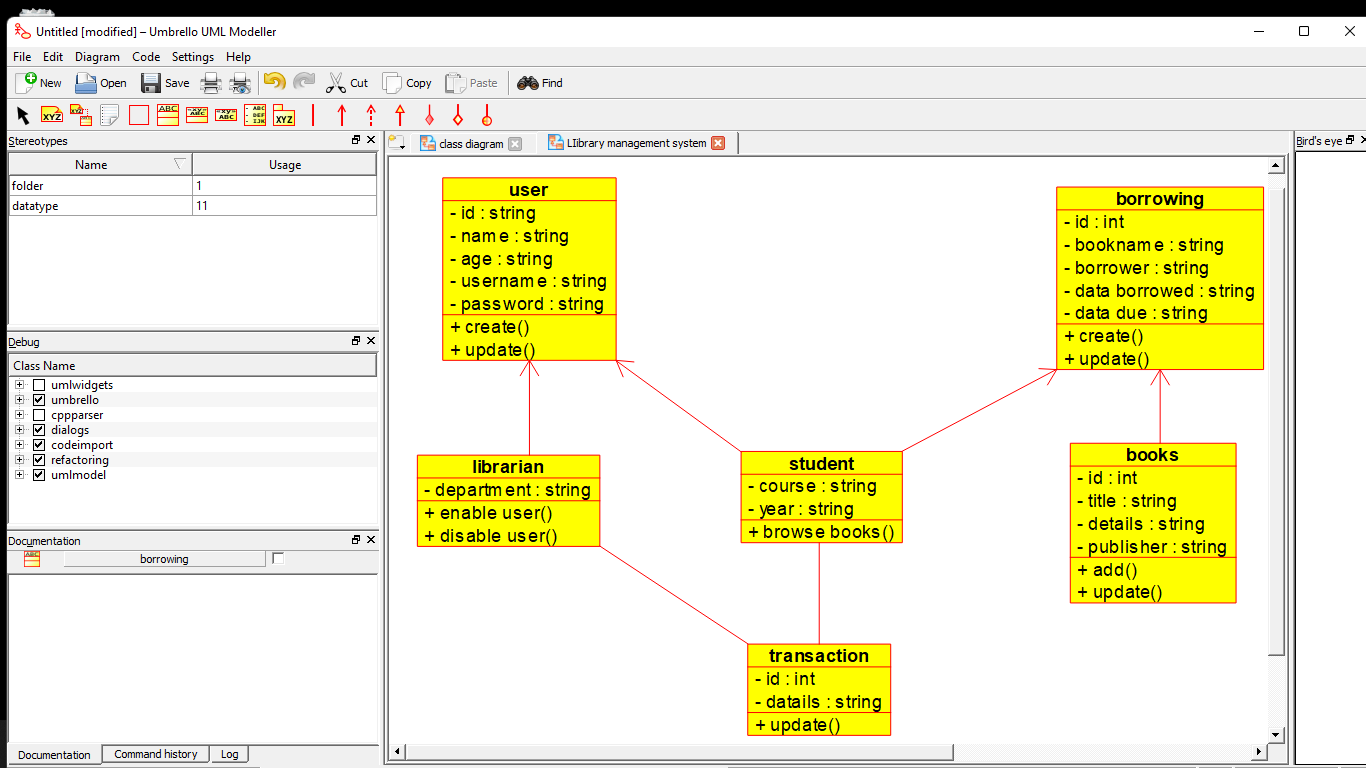 Untitled [modified] – Umbrello UML Modeller
File Edit Diagram Code Settings Help
New Open Save Cut Copy Paste Find
XYZ XYZ ABC ABC ABC ABC DEF IJK XYZ
Stereotypes
Name Usage
folder 1
datatype 11
Debug
Class Name
umlwidgets
umbrello
cppparser
dialogs
codeimport
refactoring
umlmodel
Documentation
ABC borrowing
Documentation Command history Log
class diagram LIibrary management system
user
- id : string
- name : string
- age : string
- username : string
- password : string
+ create()
+ update()
borrowing
- id : int
- bookname : string
- borrower : string
- data borrowed : string
- data due : string
+ create()
+ update()
librarian
- department : string
+ enable user()
+ disable user()
student
- course : string
- year : string
+ browse books()
books
- id : int
- title : string
- details : string
- publisher : string
+ add()
+ update()
transaction
- id : int
- datails : string
+ update()
Bird's eye